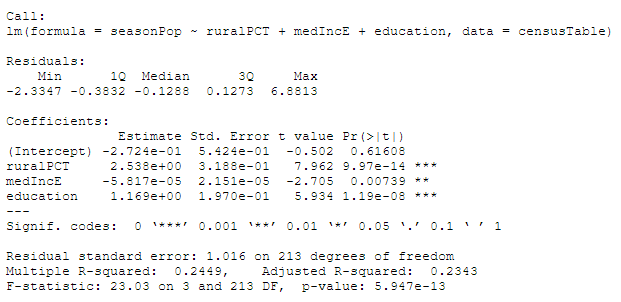 Call:
lm(formula = seasonPop ~ ruralPCT + medIncE + education, data = censusTable)
Residuals:
Min 1Q Median 3Q Max
-2.3347 -0.3832 -0.1288 0.1273 6.8813
Coefficients:
Estimate Std. Error t value Pr(>|t|)
(Intercept) -2.724e-01 5.424e-01 -0.502 0.61608
ruralPCT 2.538e+00 3.188e-01 7.962 9.97e-14 ***
medIncE -5.817e-05 2.151e-05 -2.705 0.00739 **
education 1.169e+00 1.970e-01 5.934 1.19e-08 ***
---
Signif. codes: 0 ‘***’ 0.001 ‘**’ 0.01 ‘*’ 0.05 ‘.’ 0.1 ‘ ’ 1
Residual standard error: 1.016 on 213 degrees of freedom
Multiple R-squared: 0.2449, Adjusted R-squared: 0.2343
F-statistic: 23.03 on 3 and 213 DF, p-value: 5.947e-13